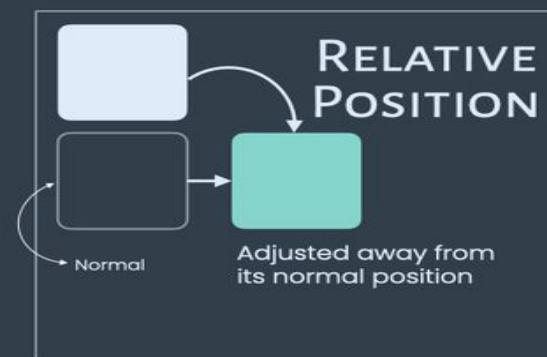 RELATIVE
POSITION
Normal
Adjusted away from
its normal position